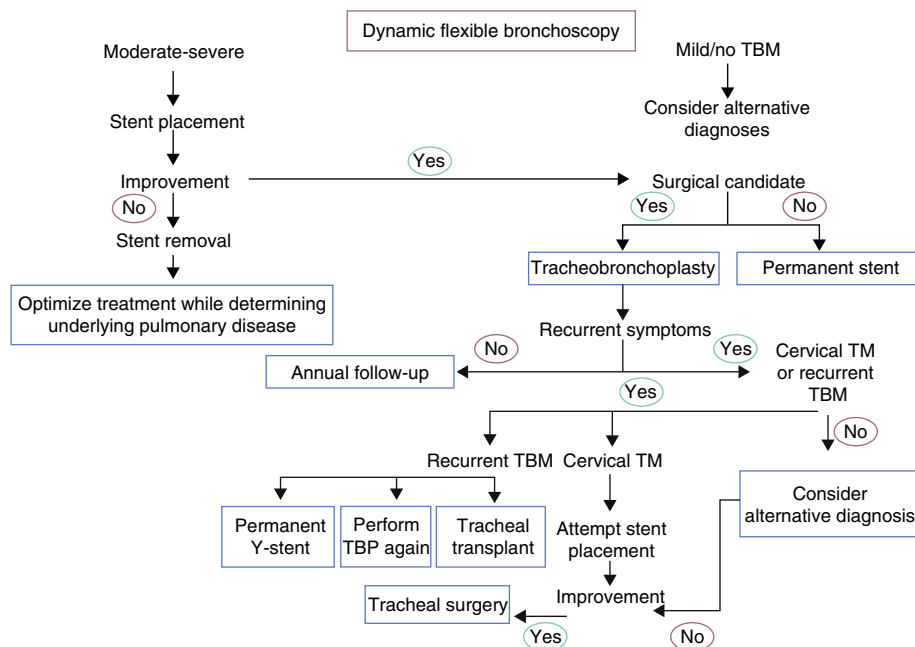 Dynamic flexible bronchoscopy
Moderate-severe
Mild/no TBM
Stent placement
Consider alternative
diagnoses
Yes
Improvement
Surgical candidate
No
Yes
No
Stent removal
Tracheobronchoplasty
Permanent stent
Optimize treatment while determining
underlying pulmonary disease
Recurrent symptoms
No
Yes
Annual follow-up
Cervical TM
or recurrent
TBM
Yes
No
Recurrent TBM
Cervical TM
Permanent
Y-stent
Perform
TBP again
Tracheal
transplant
Attempt stent
placement
Consider
alternative diagnosis
Improvement
Tracheal surgery
Yes
No